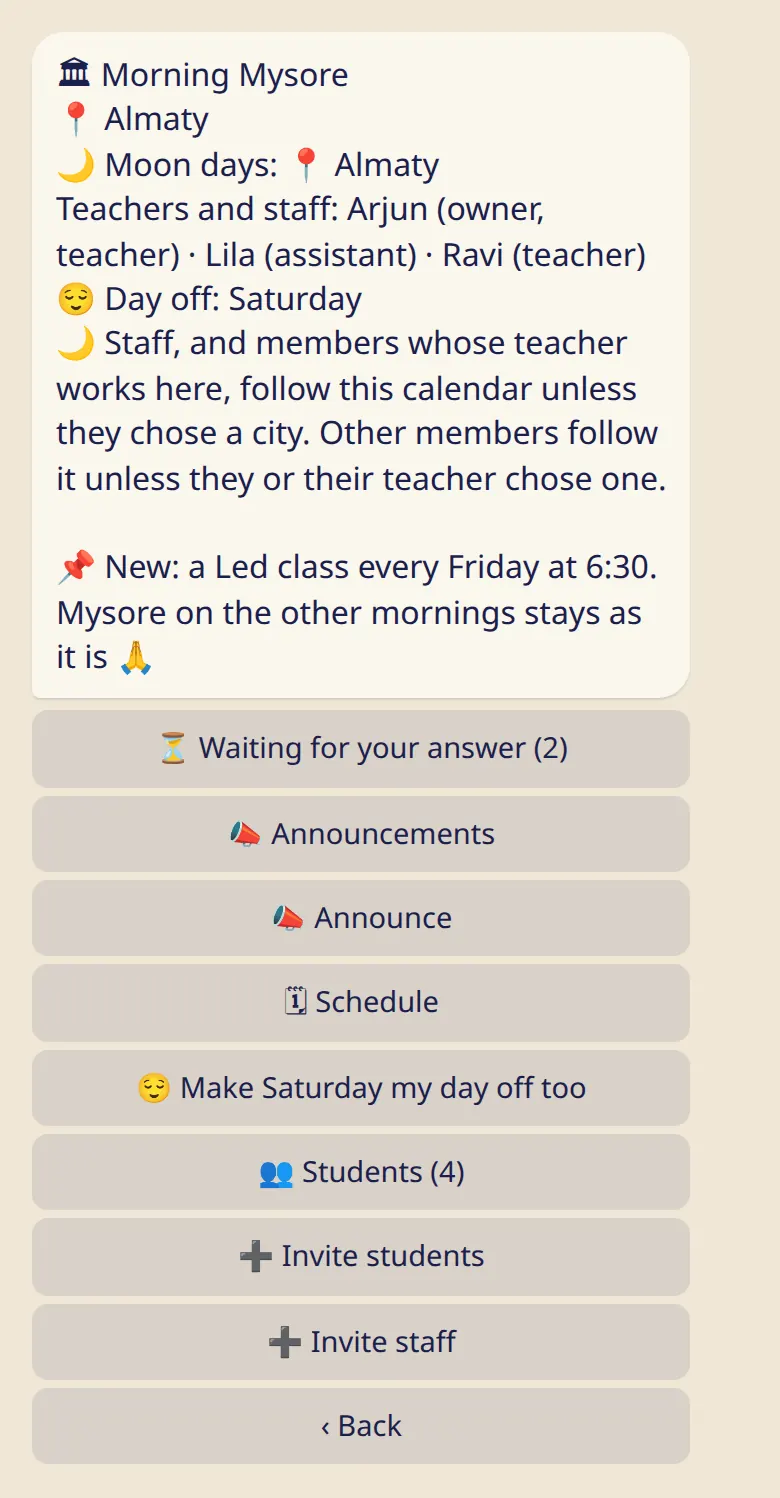 🏛 Morning Mysore
📍 Almaty
🌙 Moon days: 📍 Almaty
Teachers and staff: Arjun (owner,
teacher) · Lila (assistant) · Ravi (teacher)
😌 Day off: Saturday
🌙 Staff, and members whose teacher
works here, follow this calendar unless
they chose a city. Other members follow
it unless they or their teacher chose one.
📌 New: a Led class every Friday at 6:30.
Mysore on the other mornings stays as
it is 🙏
⏳ Waiting for your answer (2)
📣 Announcements
📣 Announce
🗓 Schedule
😌 Make Saturday my day off too
👥 Students (4)
➕ Invite students
➕ Invite staff
‹ Back